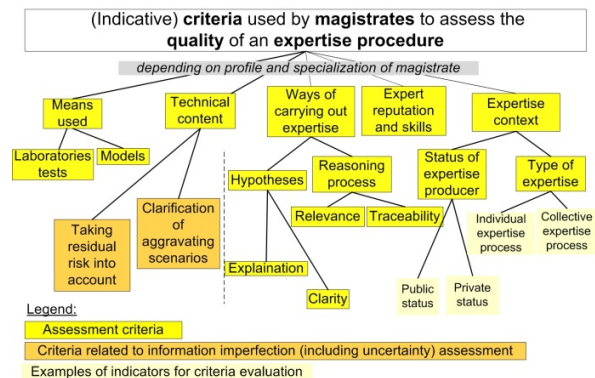 (Indicative) criteria used by magistrates to assess the
quality of an expertise procedure
depending on profile and specialization of magistrate
Means
used
Technical
content
Ways of
carrying out
expertise
Expert
reputation
and skills
Expertise
context
Laboratories
tests
Models
Hypotheses
Reasoning
process
Status of
expertise
producer
Type of
expertise
Taking
residual
risk into
account
Clarification
of
aggravating
scenarios
Relevance
Traceability
Individual
expertise
process
Collective
expertise
process
Explaination
Clarity
Public
status
Private
status
Legend:
Assessment criteria
Criteria related to information imperfection (including uncertainty) assessment
Examples of indicators for criteria evaluation